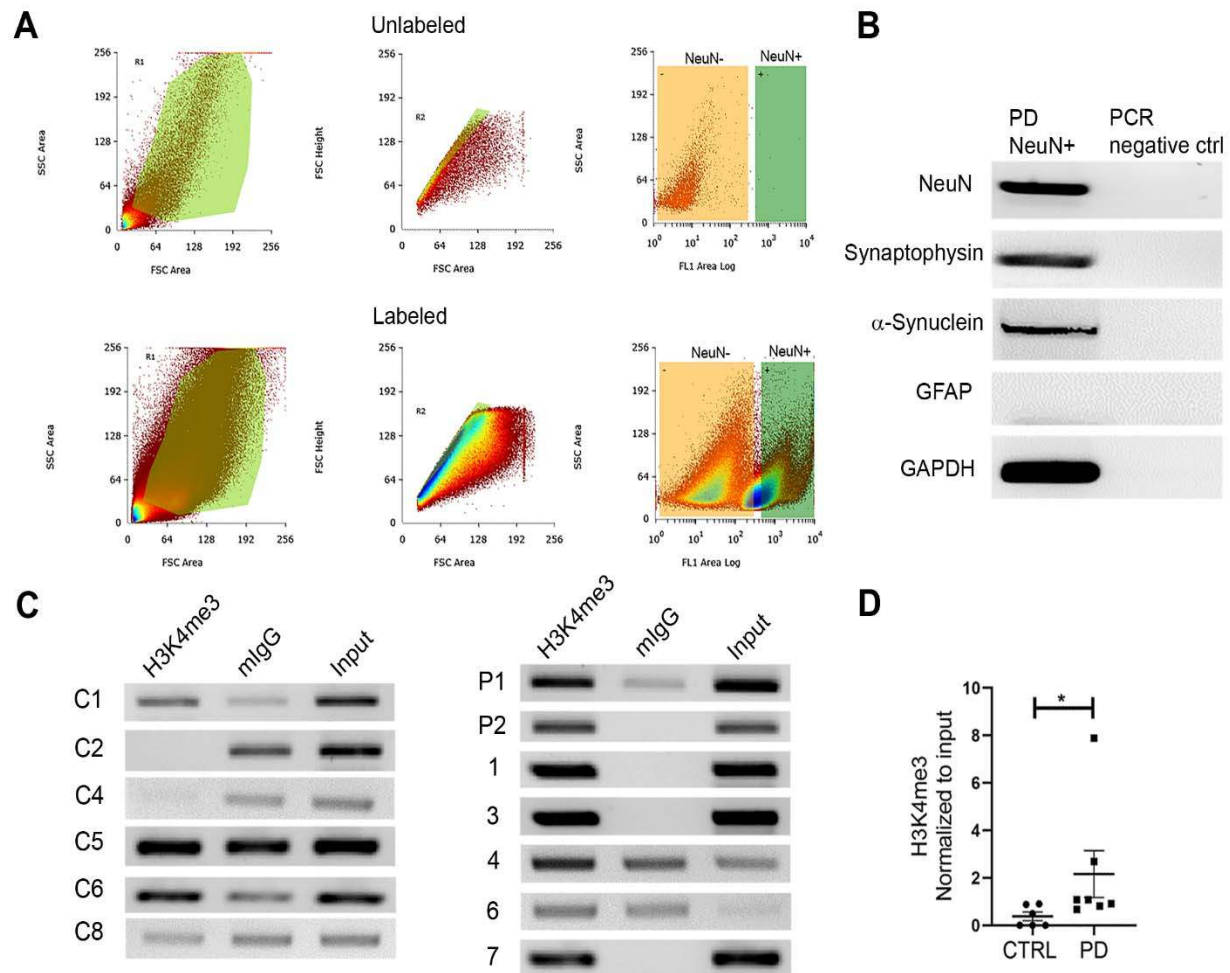 A
Unlabeled
256
192
128
64
0
SSC Area
R1
0 64 128 192 256
FSC Area
256
192
128
64
0
FSC Height
R2
0 64 128 192 256
FSC Area
NeuN- NeuN+
256
192
128
64
0
SSC Area
- +
10^0 10^1 10^2 10^3 10^4
FL1 Area Log
Labeled
256
192
128
64
0
SSC Area
R1
0 64 128 192 256
FSC Area
256
192
128
64
0
FSC Height
R2
0 64 128 192 256
FSC Area
NeuN- NeuN+
256
192
128
64
0
SSC Area
- +
10^0 10^1 10^2 10^3 10^4
FL1 Area Log
B
PD PCR
NeuN+ negative ctrl
NeuN
Synaptophysin
α-Synuclein
GFAP
GAPDH
C
H3K4me3 mIgG Input
C1
C2
C4
C5
C6
C8
H3K4me3 mIgG Input
P1
P2
1
3
4
6
7
D
H3K4me3
Normalized to input
10
8
6
4
2
0
*
CTRL PD